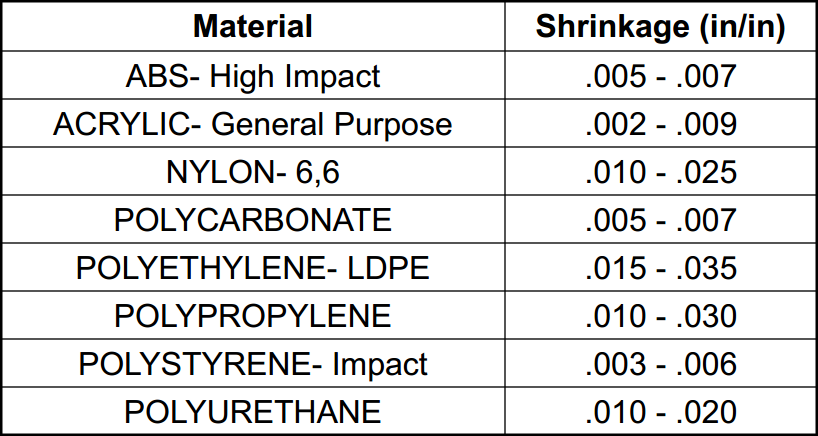 Material Shrinkage (in/in)
ABS- High Impact .005 - .007
ACRYLIC- General Purpose .002 - .009
NYLON- 6,6 .010 - .025
POLYCARBONATE .005 - .007
POLYETHYLENE- LDPE .015 - .035
POLYPROPYLENE .010 - .030
POLYSTYRENE- Impact .003 - .006
POLYURETHANE .010 - .020